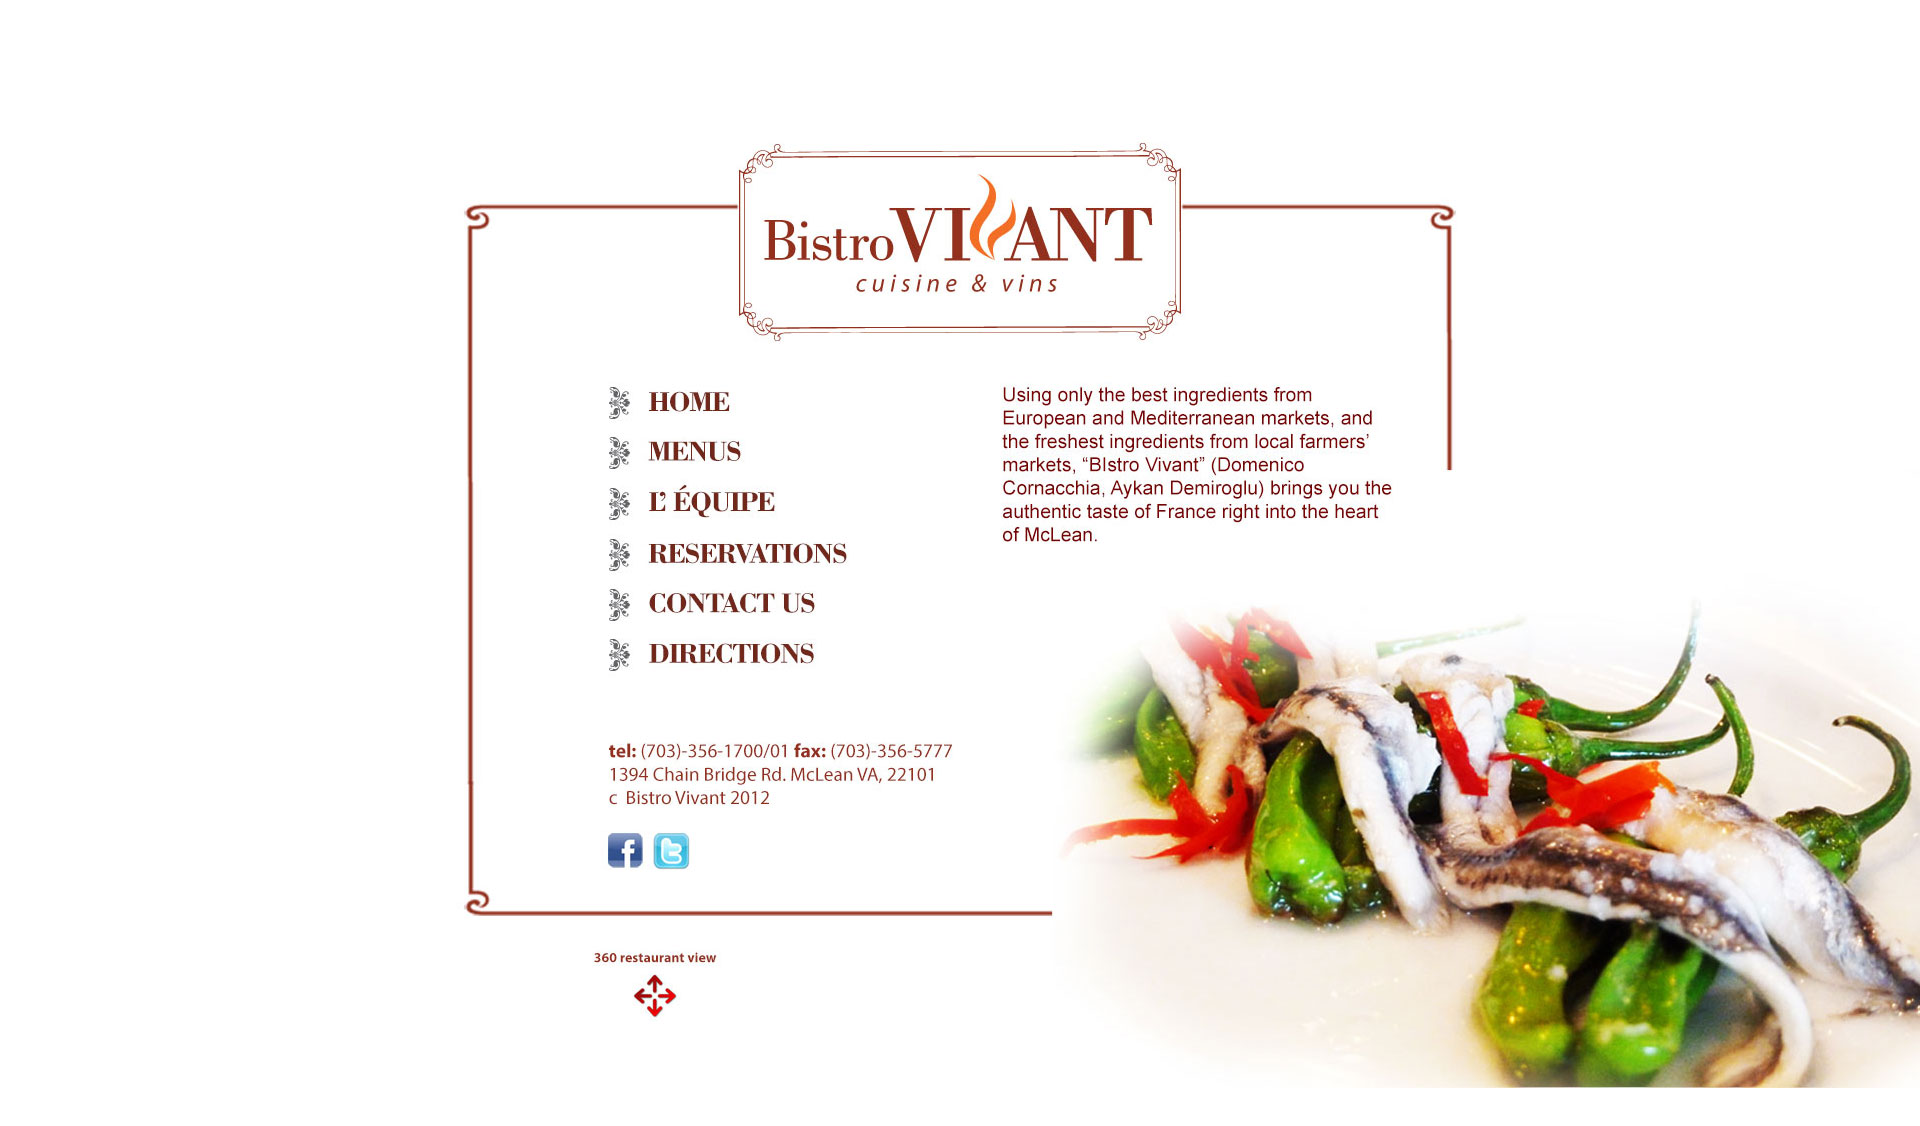 Bistro VIVANT
cuisine & vins
HOME
MENUS
L' ÉQUIPE
RESERVATIONS
CONTACT US
DIRECTIONS
Using only the best ingredients from
European and Mediterranean markets, and
the freshest ingredients from local farmers’
markets, “BIstro Vivant” (Domenico
Cornacchia, Aykan Demiroglu) brings you the
authentic taste of France right into the heart
of McLean.
tel: (703)-356-1700/01 fax: (703)-356-5777
1394 Chain Bridge Rd. McLean VA, 22101
c Bistro Vivant 2012
360 restaurant view